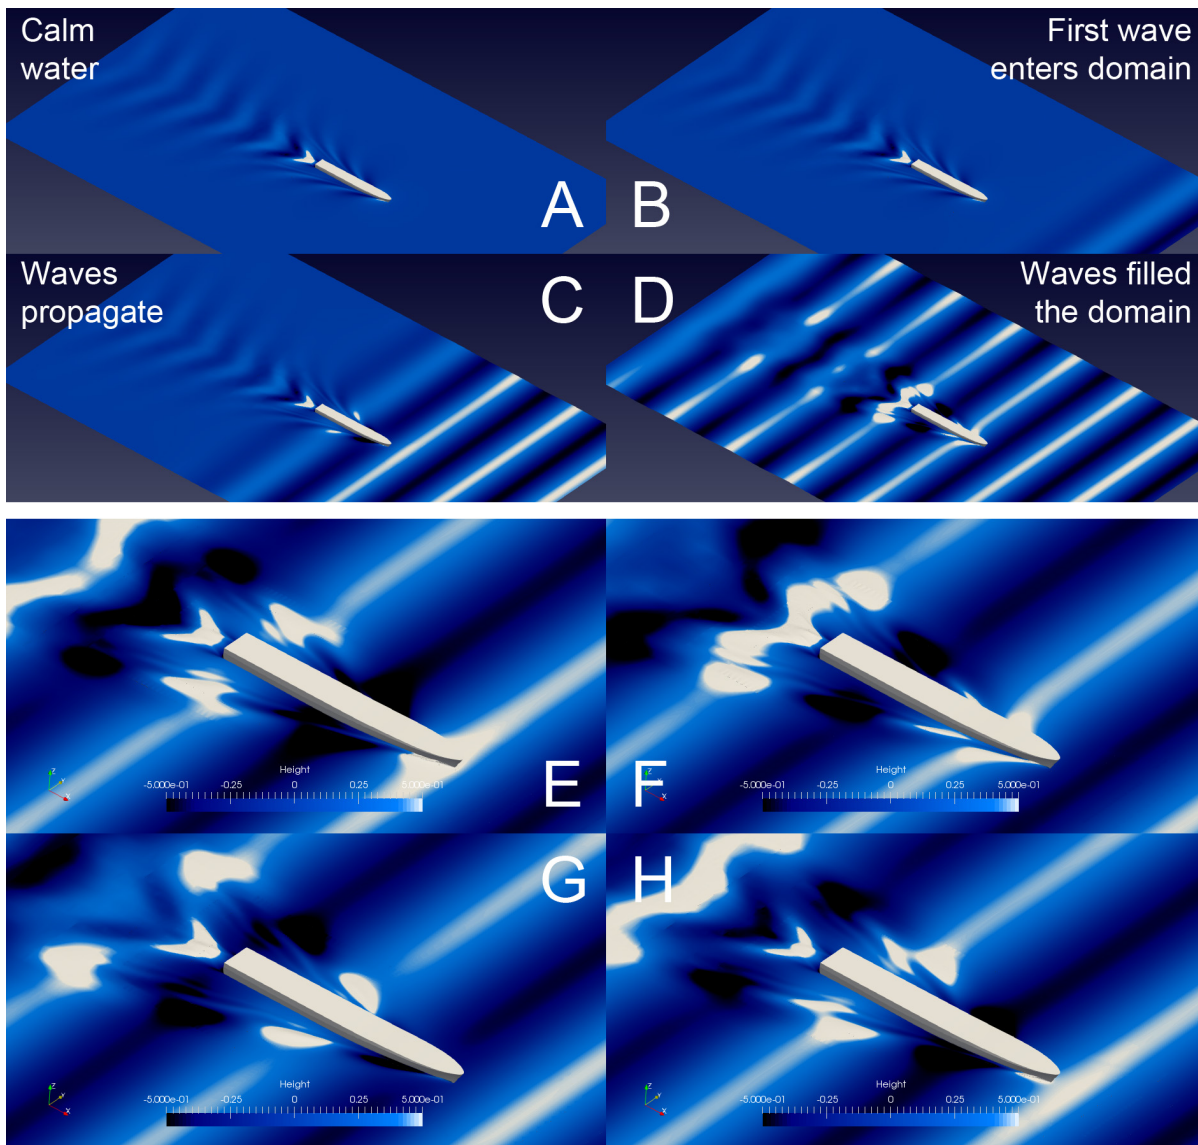 Calm
water
A
First wave
enters domain
B
Waves
propagate
C
D
Waves filled
the domain
E
Z
Y
X
Height
-5.000e-01 -0.25 0 0.25 5.000e-01
F
Z
Y
X
Height
-5.000e-01 -0.25 0 0.25 5.000e-01
G
Z
Y
X
Height
-5.000e-01 -0.25 0 0.25 5.000e-01
H
Z
Y
X
Height
-5.000e-01 -0.25 0 0.25 5.000e-01